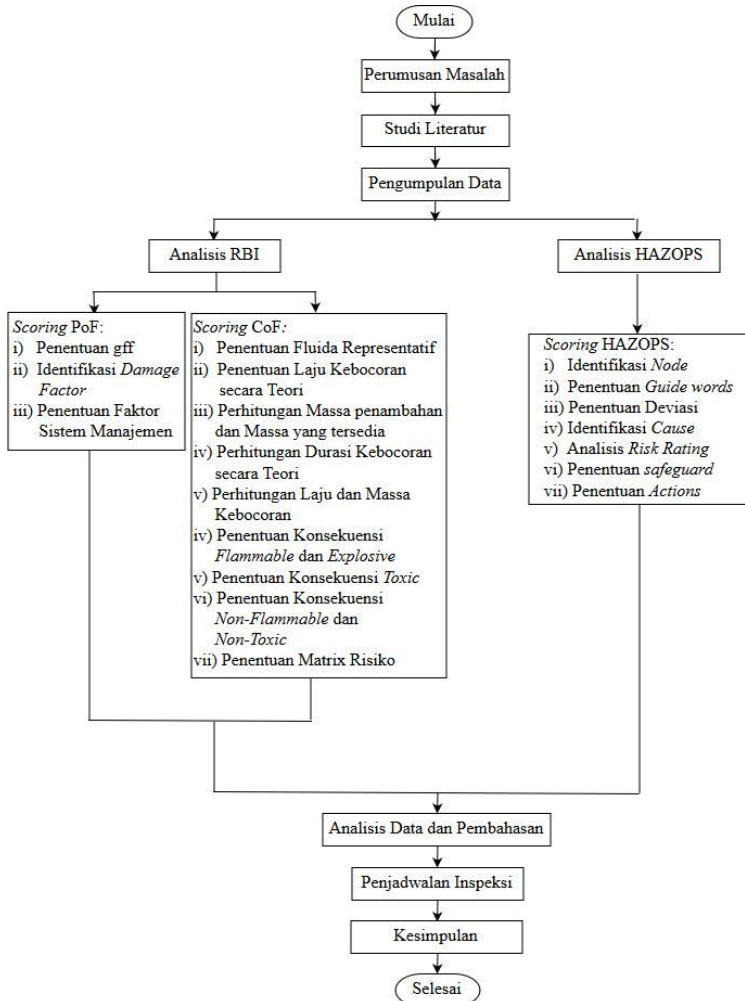 Mulai
Perumusan Masalah
Studi Literatur
Pengumpulan Data
Analisis RBI
Analisis HAZOPS
Scoring PoF:
i) Penentuan gff
ii) Identifikasi Damage
Factor
iii) Penentuan Faktor
Sistem Manajemen
Scoring CoF:
i) Penentuan Fluida Representatif
ii) Penentuan Laju Kebocoran
secara Teori
iii) Perhitungan Massa penambahan
dan Massa yang tersedia
iv) Perhitungan Durasi Kebocoran
secara Teori
v) Perhitungan Laju dan Massa
Kebocoran
iv) Penentuan Konsekuensi
Flammable dan Explosive
v) Penentuan Konsekuensi Toxic
vi) Penentuan Konsekuensi
Non-Flammable dan
Non-Toxic
vii) Penentuan Matrix Risiko
Scoring HAZOPS:
i) Identifikasi Node
ii) Penentuan Guide words
iii) Penentuan Deviasi
iv) Identifikasi Cause
v) Analisis Risk Rating
vi) Penentuan safeguard
vii) Penentuan Actions
Analisis Data dan Pembahasan
Penjadwalan Inspeksi
Kesimpulan
Selesai